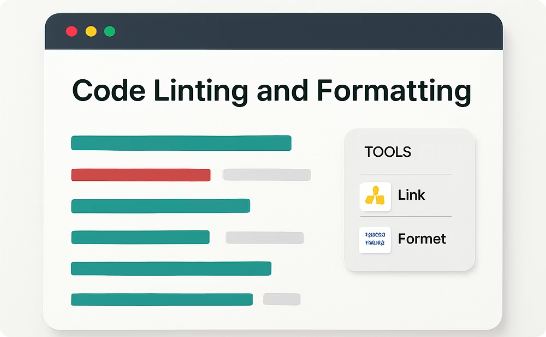 Code Linting and Formatting
TOOLS
Link
Formet